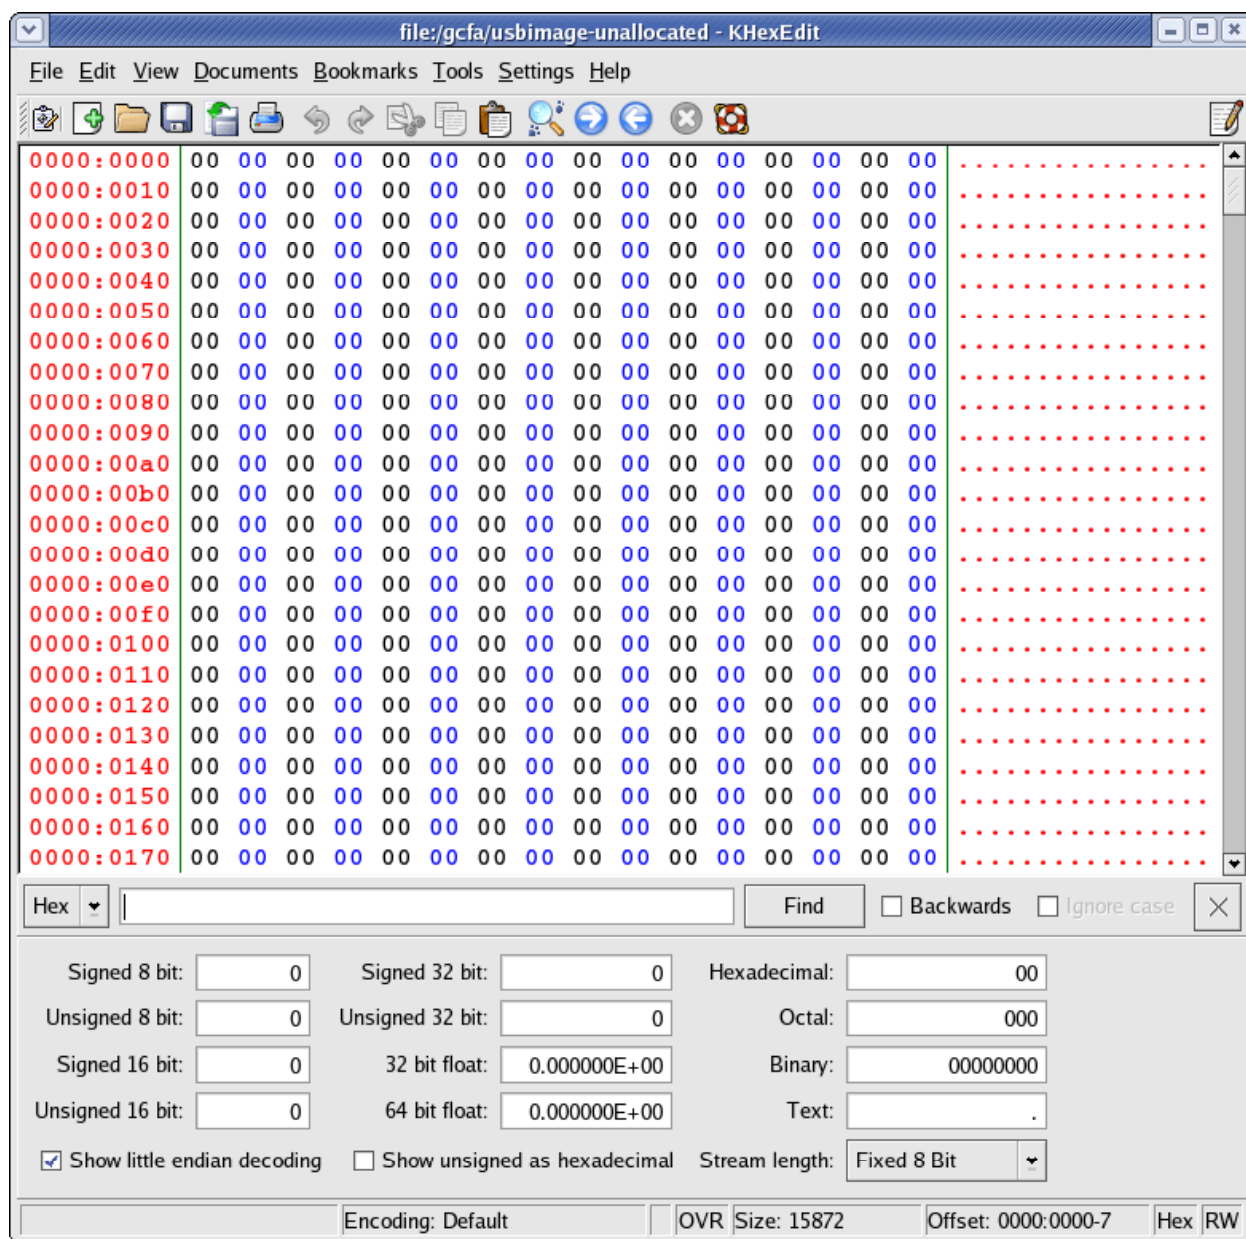 file:/gcfa/usbimage-unallocated - KHexEdit
File Edit View Documents Bookmarks Tools Settings Help
0000:0000 00 00 00 00 00 00 00 00 00 00 00 00 00 00 00 00 ................
0000:0010 00 00 00 00 00 00 00 00 00 00 00 00 00 00 00 00 ................
0000:0020 00 00 00 00 00 00 00 00 00 00 00 00 00 00 00 00 ................
0000:0030 00 00 00 00 00 00 00 00 00 00 00 00 00 00 00 00 ................
0000:0040 00 00 00 00 00 00 00 00 00 00 00 00 00 00 00 00 ................
0000:0050 00 00 00 00 00 00 00 00 00 00 00 00 00 00 00 00 ................
0000:0060 00 00 00 00 00 00 00 00 00 00 00 00 00 00 00 00 ................
0000:0070 00 00 00 00 00 00 00 00 00 00 00 00 00 00 00 00 ................
0000:0080 00 00 00 00 00 00 00 00 00 00 00 00 00 00 00 00 ................
0000:0090 00 00 00 00 00 00 00 00 00 00 00 00 00 00 00 00 ................
0000:00a0 00 00 00 00 00 00 00 00 00 00 00 00 00 00 00 00 ................
0000:00b0 00 00 00 00 00 00 00 00 00 00 00 00 00 00 00 00 ................
0000:00c0 00 00 00 00 00 00 00 00 00 00 00 00 00 00 00 00 ................
0000:00d0 00 00 00 00 00 00 00 00 00 00 00 00 00 00 00 00 ................
0000:00e0 00 00 00 00 00 00 00 00 00 00 00 00 00 00 00 00 ................
0000:00f0 00 00 00 00 00 00 00 00 00 00 00 00 00 00 00 00 ................
0000:0100 00 00 00 00 00 00 00 00 00 00 00 00 00 00 00 00 ................
0000:0110 00 00 00 00 00 00 00 00 00 00 00 00 00 00 00 00 ................
0000:0120 00 00 00 00 00 00 00 00 00 00 00 00 00 00 00 00 ................
0000:0130 00 00 00 00 00 00 00 00 00 00 00 00 00 00 00 00 ................
0000:0140 00 00 00 00 00 00 00 00 00 00 00 00 00 00 00 00 ................
0000:0150 00 00 00 00 00 00 00 00 00 00 00 00 00 00 00 00 ................
0000:0160 00 00 00 00 00 00 00 00 00 00 00 00 00 00 00 00 ................
0000:0170 00 00 00 00 00 00 00 00 00 00 00 00 00 00 00 00 ................
Hex Find Backwards Ignore case
Signed 8 bit: 0 Signed 32 bit: 0 Hexadecimal: 00
Unsigned 8 bit: 0 Unsigned 32 bit: 0 Octal: 000
Signed 16 bit: 0 32 bit float: 0.000000E+00 Binary: 00000000
Unsigned 16 bit: 0 64 bit float: 0.000000E+00 Text: .
Show little endian decoding Show unsigned as hexadecimal Stream length: Fixed 8 Bit
Encoding: Default OVR Size: 15872 Offset: 0000:0000-7 Hex RW